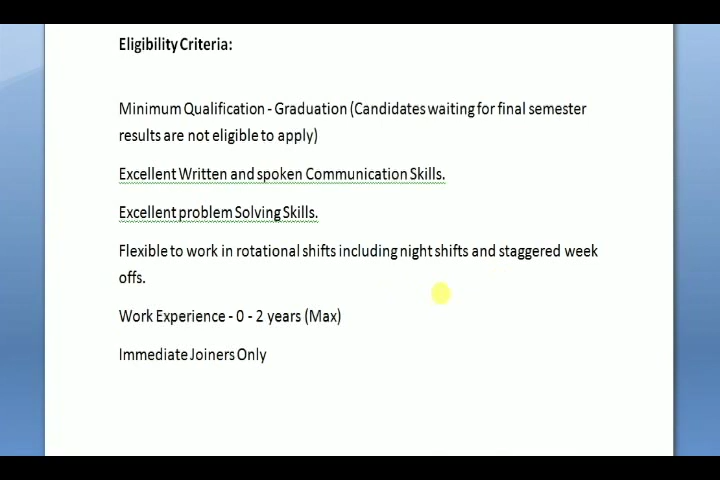 Eligibility Criteria:
Minimum Qualification - Graduation (Candidates waiting for final semester
results are not eligible to apply)
Excellent Written and spoken Communication Skills.
Excellent problem Solving Skills.
Flexible to work in rotational shifts including night shifts and staggered week
offs.
Work Experience - 0 - 2 years (Max)
Immediate Joiners Only